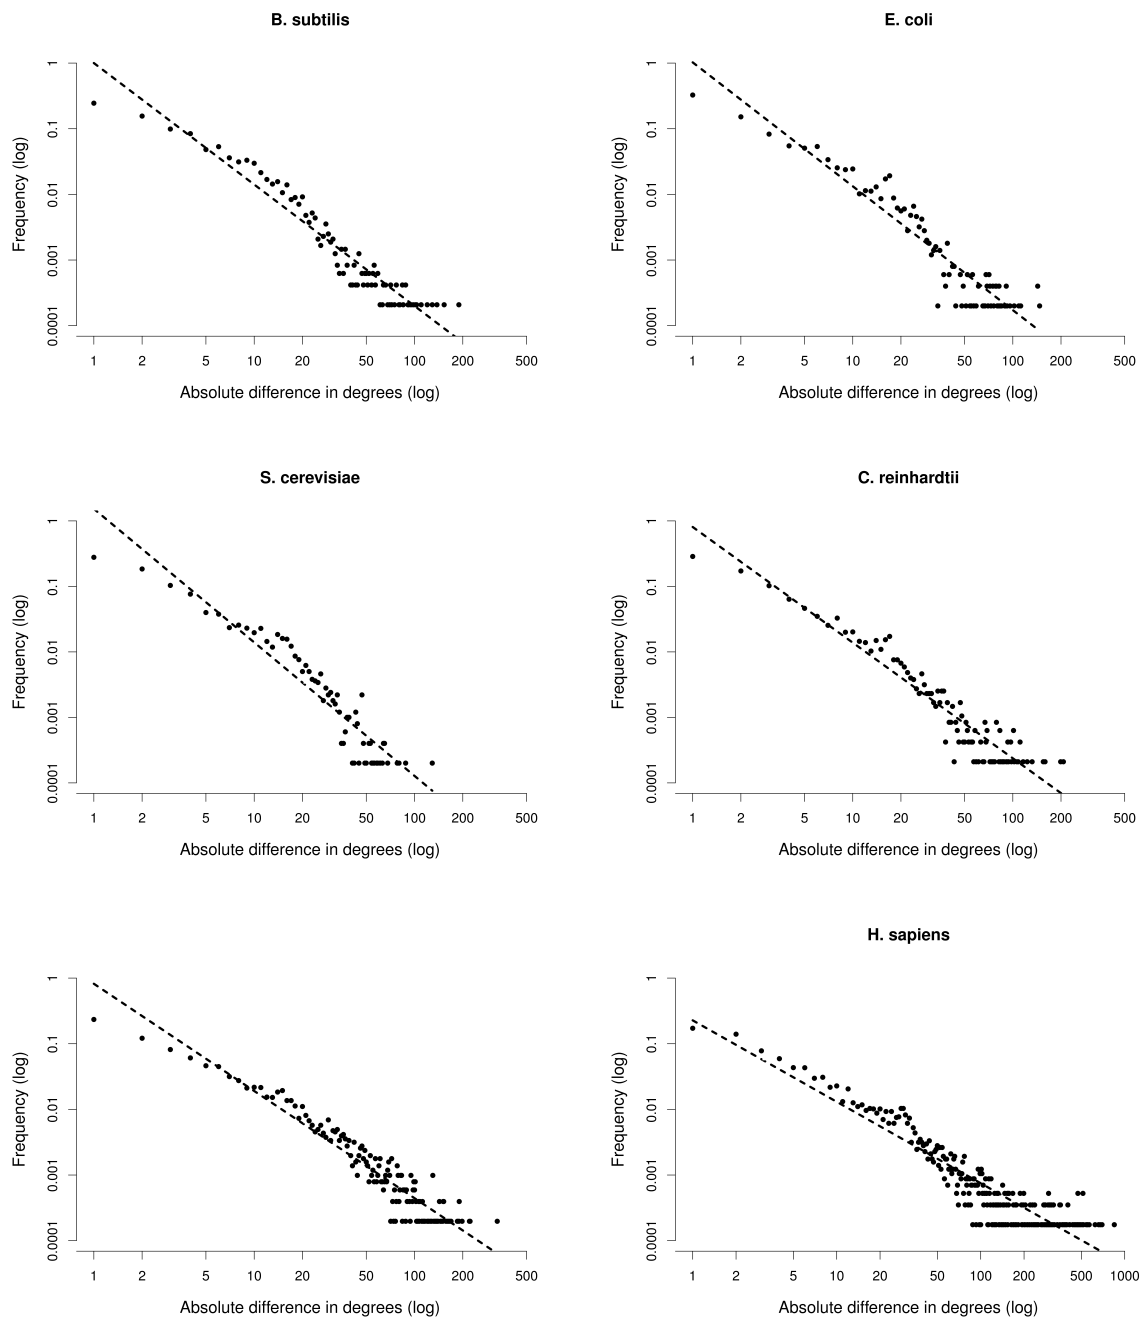 B. subtilis
Frequency (log)
1
0.1
0.01
0.001
0.0001
1 2 5 10 20 50 100 200 500
Absolute difference in degrees (log)
E. coli
Frequency (log)
1
0.1
0.01
0.001
0.0001
1 2 5 10 20 50 100 200 500
Absolute difference in degrees (log)
S. cerevisiae
Frequency (log)
1
0.1
0.01
0.001
0.0001
1 2 5 10 20 50 100 200 500
Absolute difference in degrees (log)
C. reinhardtii
Frequency (log)
1
0.1
0.01
0.001
0.0001
1 2 5 10 20 50 100 200 500
Absolute difference in degrees (log)
Frequency (log)
1
0.1
0.01
0.001
0.0001
1 2 5 10 20 50 100 200 500
Absolute difference in degrees (log)
H. sapiens
Frequency (log)
1
0.1
0.01
0.001
0.0001
1 2 5 10 20 50 100 200 500 1000
Absolute difference in degrees (log)